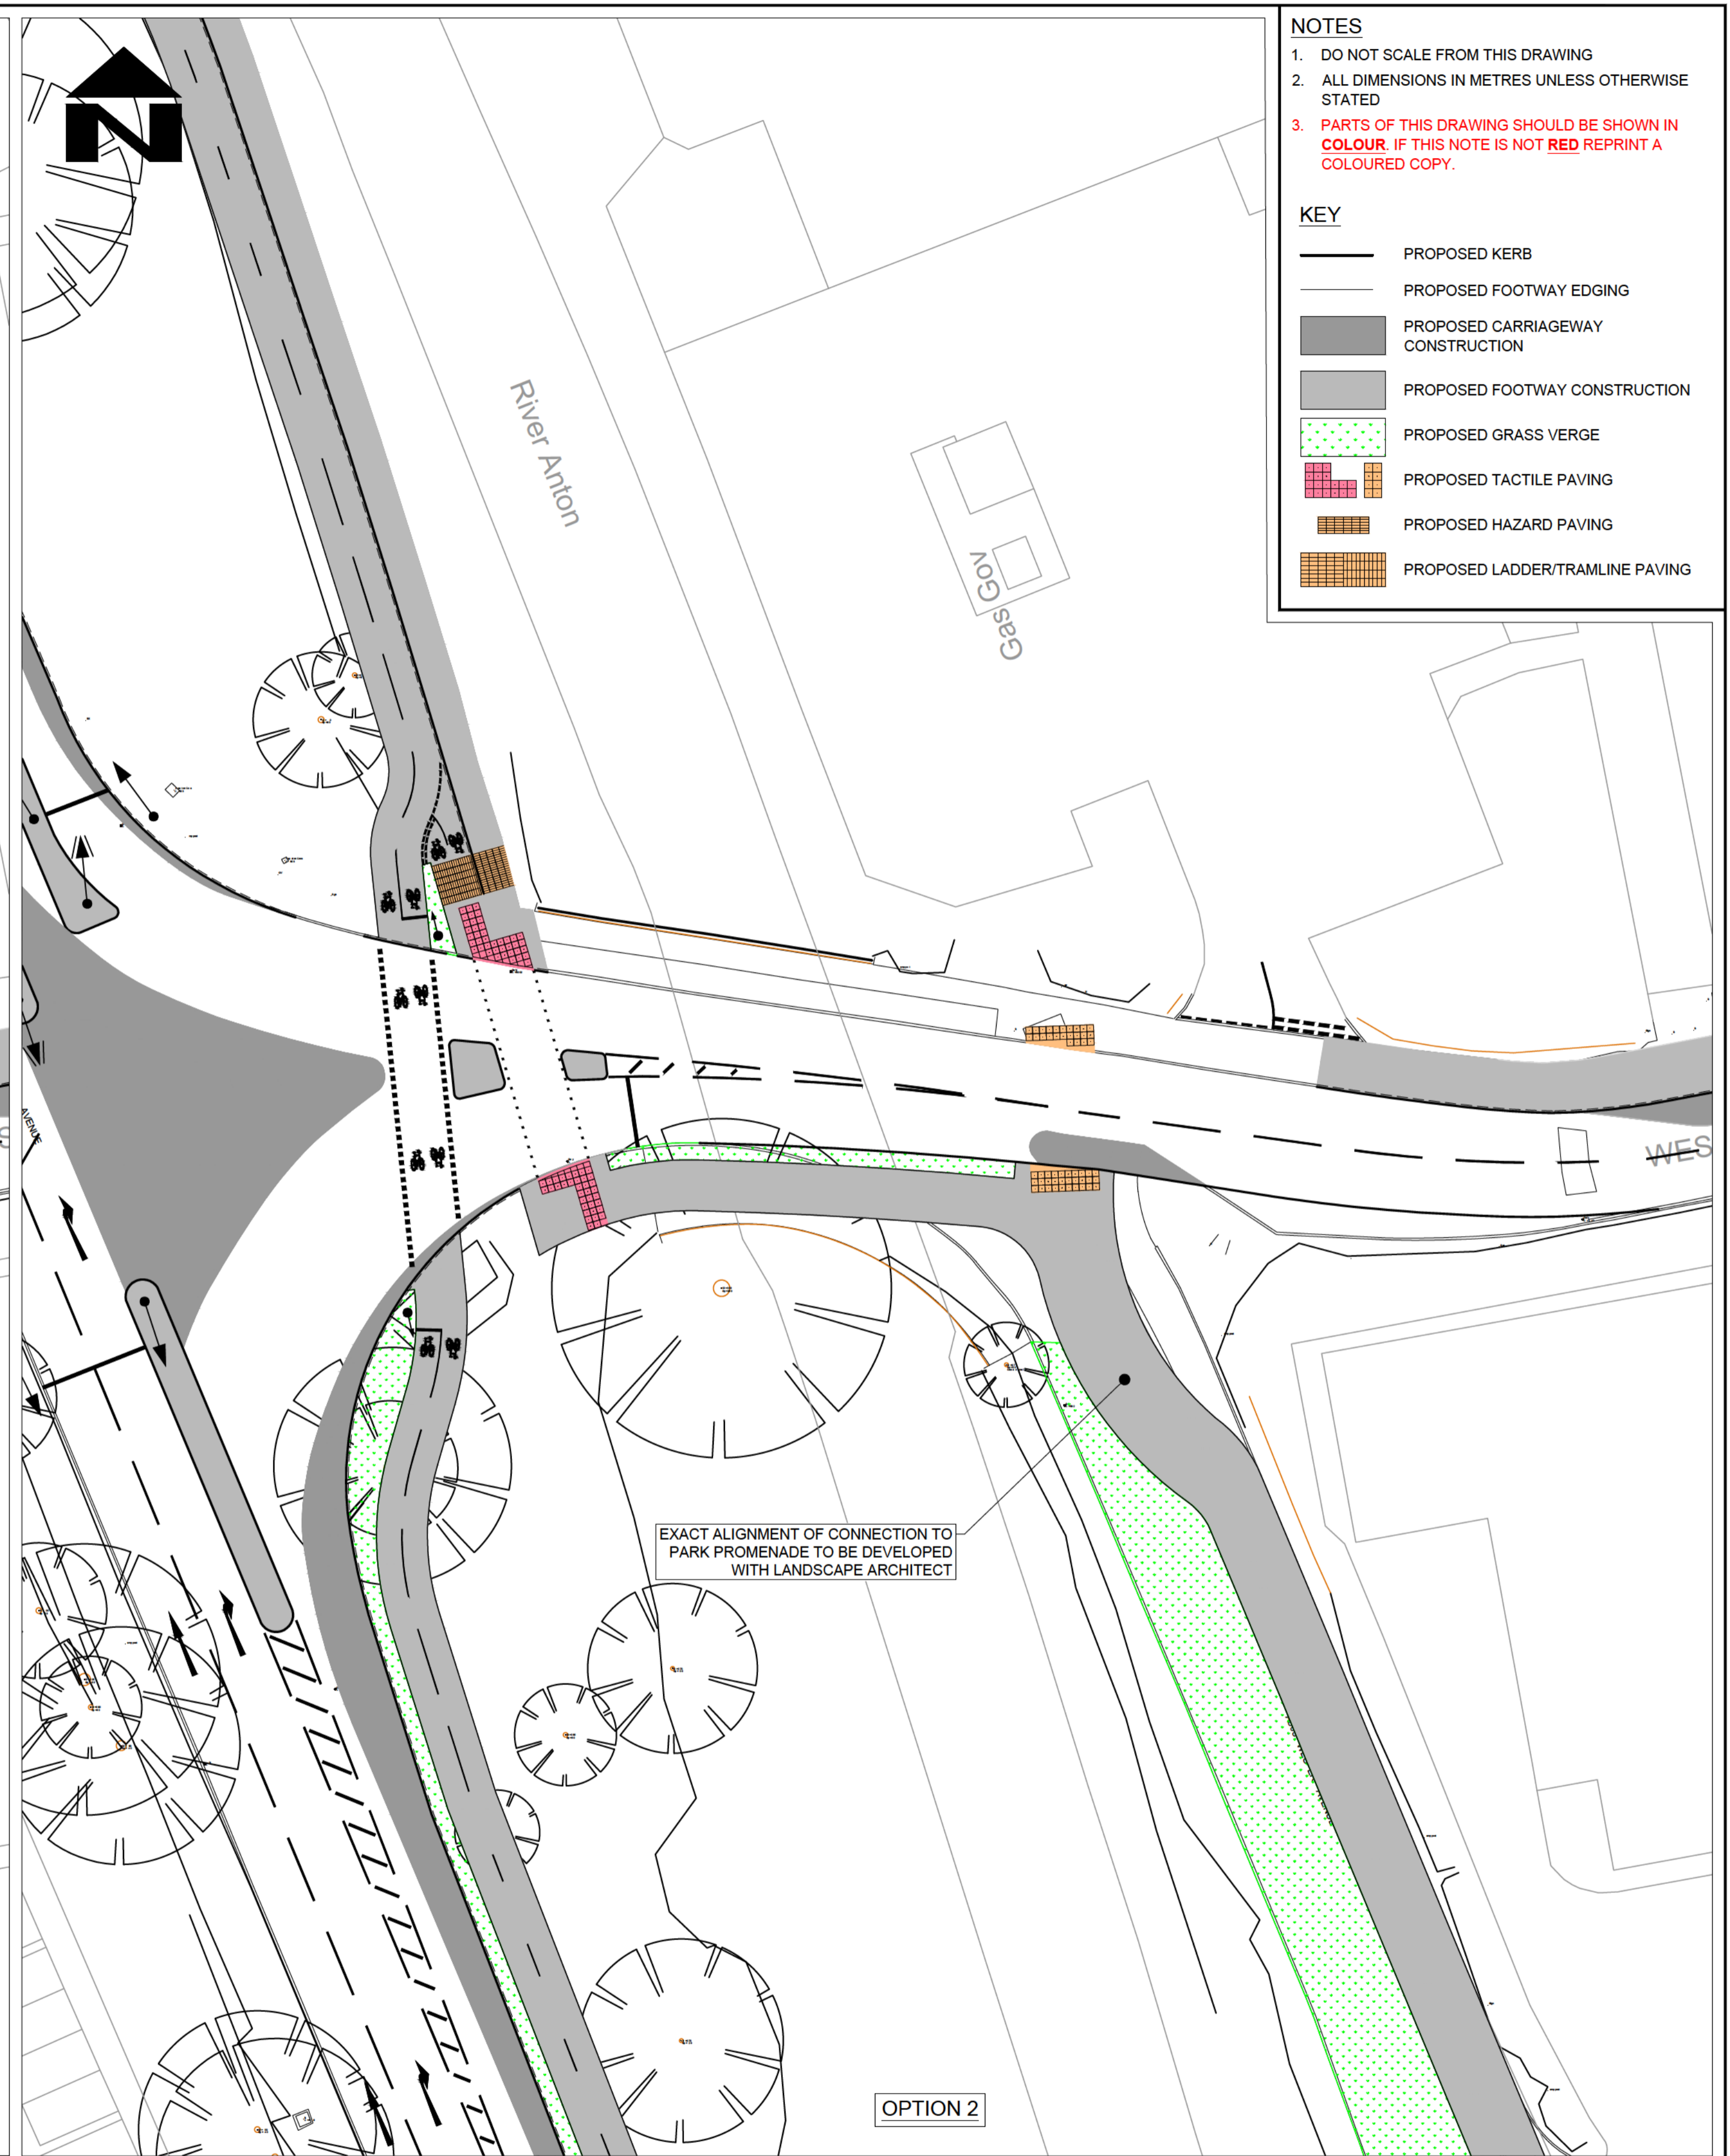 NOTES
1. DO NOT SCALE FROM THIS DRAWING
2. ALL DIMENSIONS IN METRES UNLESS OTHERWISE
STATED
3. PARTS OF THIS DRAWING SHOULD BE SHOWN IN
COLOUR. IF THIS NOTE IS NOT RED REPRINT A
COLOURED COPY.
KEY
PROPOSED KERB
PROPOSED FOOTWAY EDGING
PROPOSED CARRIAGEWAY
CONSTRUCTION
PROPOSED FOOTWAY CONSTRUCTION
PROPOSED GRASS VERGE
PROPOSED TACTILE PAVING
PROPOSED HAZARD PAVING
PROPOSED LADDER/TRAMLINE PAVING
N
River Anton
Gas Gov
AVENUE
S
WES
EXACT ALIGNMENT OF CONNECTION TO
PARK PROMENADE TO BE DEVELOPED
WITH LANDSCAPE ARCHITECT
OPTION 2